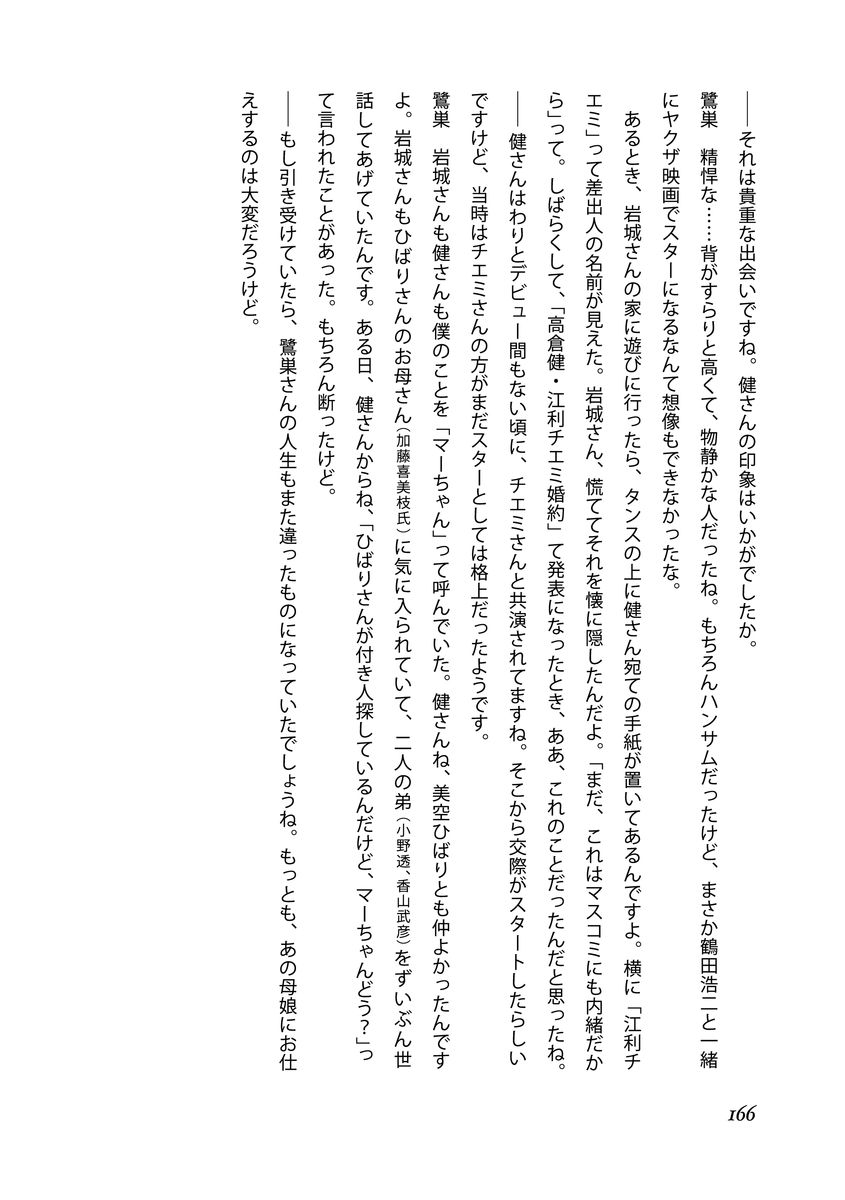 ――それは貴重な出会いですね。健さんの印象はいかがでしたか。
鷺巣　精悍な……背がすらりと高くて、物静かな人だったね。もちろんハンサムだったけど、まさか鶴田浩二と一緒
にヤクザ映画でスターになるなんて想像もできなかったな。
　あるとき、岩城さんの家に遊びに行ったら、タンスの上に健さん宛ての手紙が置いてあるんですよ。横に「江利チ
エミ」って差出人の名前が見えた。岩城さん、慌ててそれを懐に隠したんだよ。「まだ、これはマスコミにも内緒だか
ら」って。しばらくして、「高倉健・江利チエミ婚約」て発表になったとき、ああ、これのことだったんだと思ったね。
――健さんはわりとデビュー間もない頃に、チエミさんと共演されてますね。そこから交際がスタートしたらしい
ですけど、当時はチエミさんの方がまだスターとしては格上だったようです。
鷺巣　岩城さんも健さんも僕のことを「マーちゃん」って呼んでいた。健さんね、美空ひばりとも仲よかったんです
よ。岩城さんもひばりさんのお母さん（加藤喜美枝氏）に気に入られていて、二人の弟（小野透、香山武彦）をずいぶん世
話してあげていたんです。ある日、健さんからね、「ひばりさんが付き人探しているんだけど、マーちゃんどう？」っ
て言われたことがあった。もちろん断ったけど。
――もし引き受けていたら、鷺巣さんの人生もまた違ったものになっていたでしょうね。もっとも、あの母娘にお仕
えするのは大変だろうけど。
166